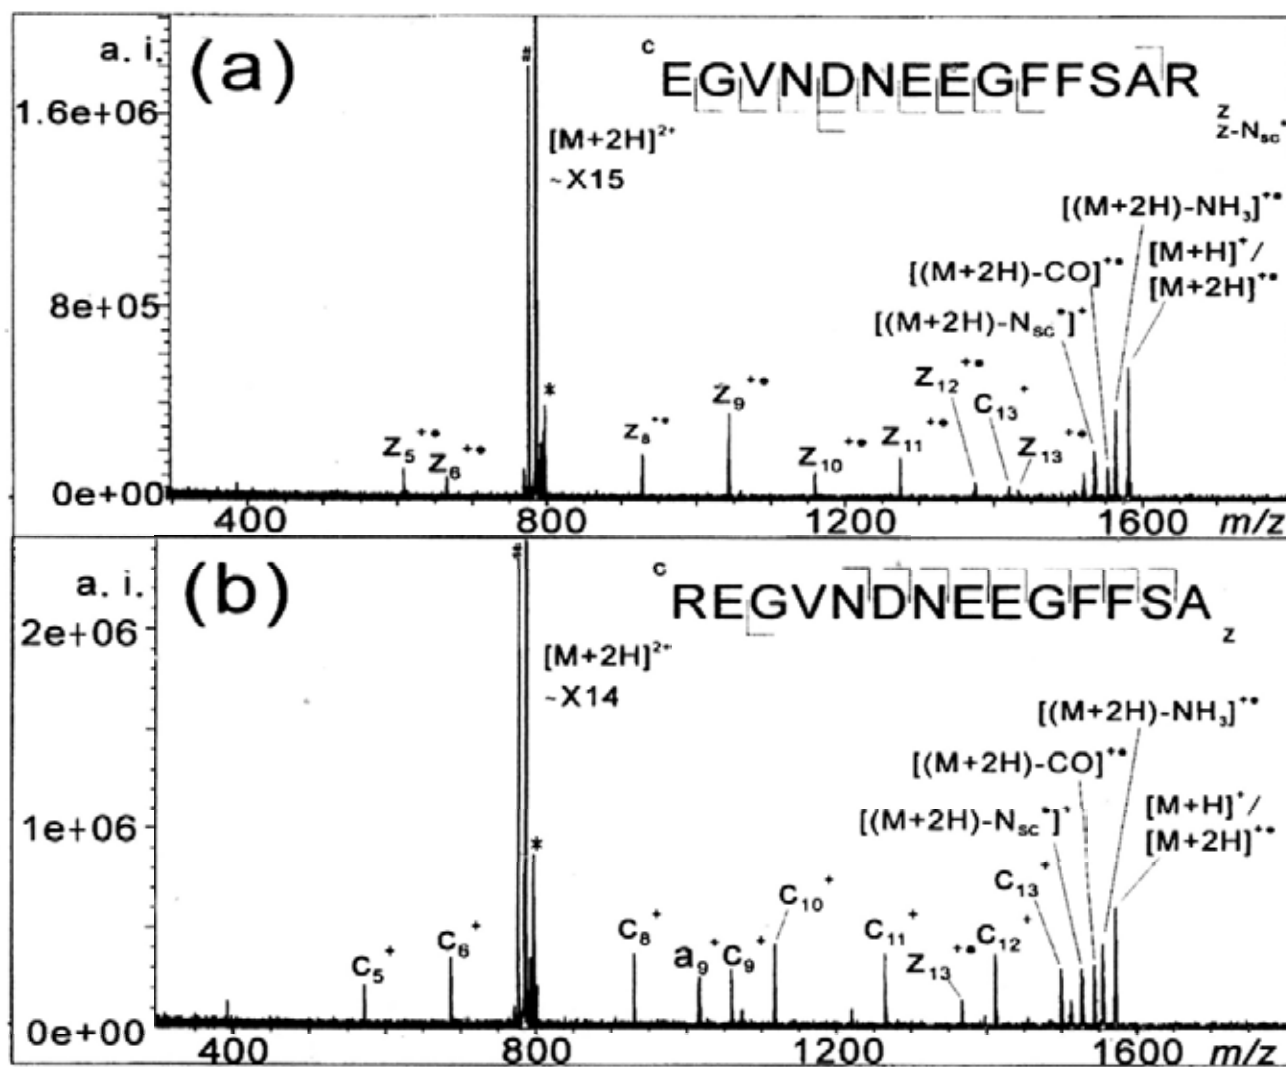 a. i.
(a)
c
EGVNDNEEGFFSAR
z
z-Nsc•
1.6e+06
[M+2H]²⁺
~X15
[(M+2H)-NH₃]⁺•
[(M+2H)-CO]⁺•
[M+H]⁺/
[M+2H]⁺•
8e+05
[(M+2H)-Nsc•]⁺
z₁₂⁺•
c₁₃⁺
*
z₉⁺•
z₅⁺•
z₆⁺•
z₈⁺•
z₁₀⁺•
z₁₁⁺•
z₁₃⁺•
0e+00
400 800 1200 1600 m/z
a. i.
(b)
c
REGVNDNEEGFFSA
z
2e+06
[M+2H]²⁺
~X14
[(M+2H)-NH₃]⁺•
[(M+2H)-CO]⁺•
1e+06
[(M+2H)-Nsc•]⁺
[M+H]⁺/
[M+2H]⁺•
*
c₁₃⁺
c₁₀⁺
c₅⁺
c₆⁺
c₈⁺
a₉⁺
c₉⁺
c₁₁⁺
z₁₃⁺•
c₁₂⁺
0e+00
400 800 1200 1600 m/z